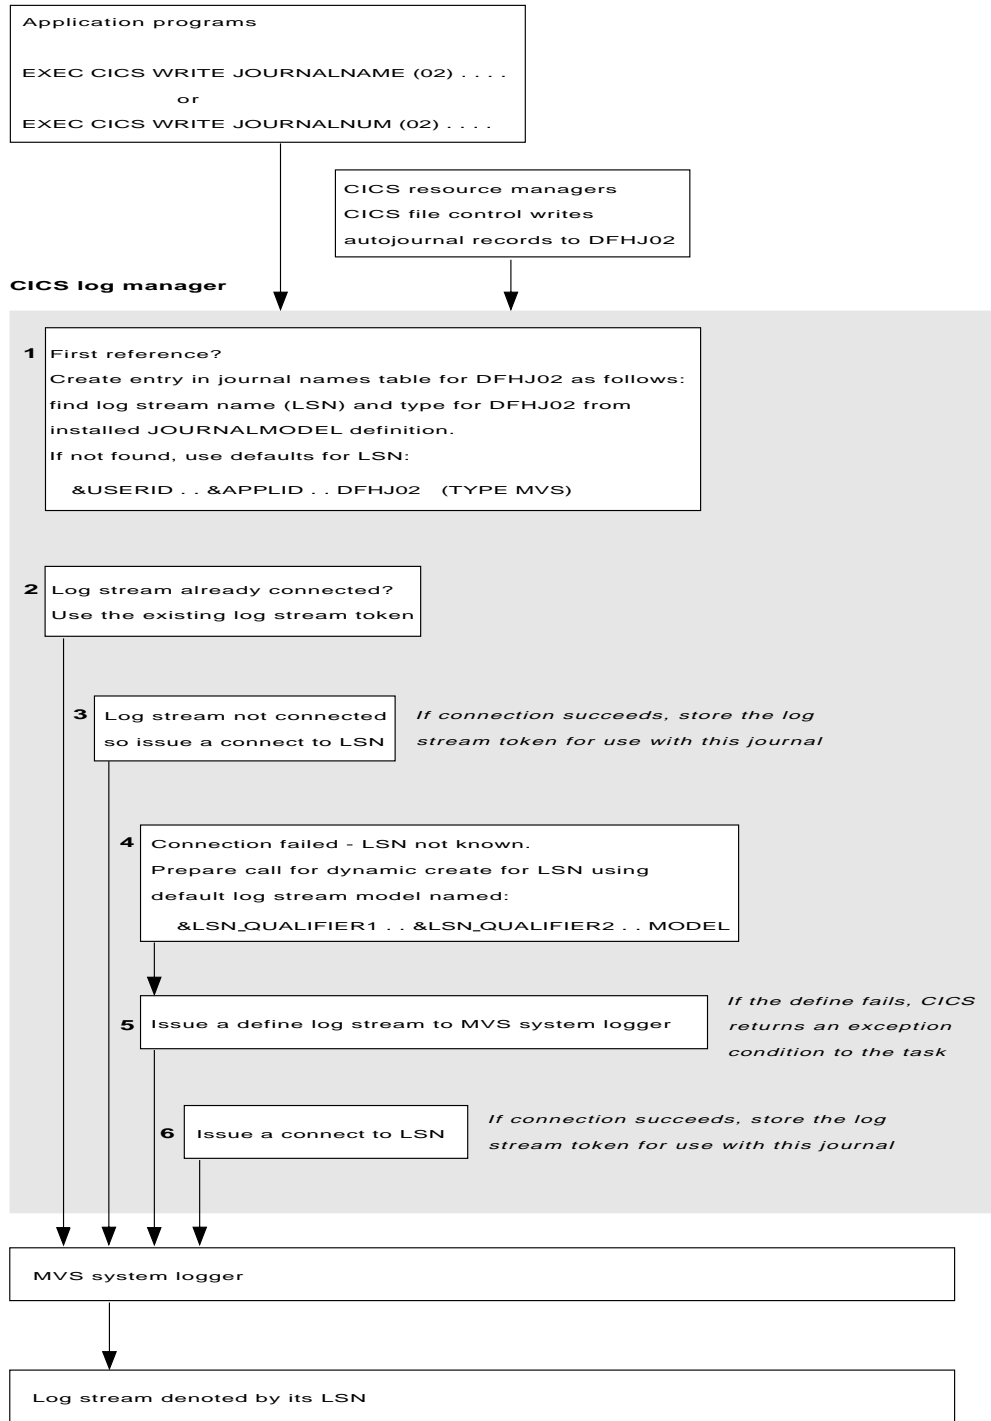 Application programs
EXEC CICS WRITE JOURNALNAME (02) . . . .
or
EXEC CICS WRITE JOURNALNUM (02) . . . .
CICS resource managers
CICS file control writes
autojournal records to DFHJ02
CICS log manager
1 First reference?
Create entry in journal names table for DFHJ02 as follows:
find log stream name (LSN) and type for DFHJ02 from
installed JOURNALMODEL definition.
If not found, use defaults for LSN:
&USERID . . &APPLID . . DFHJ02 (TYPE MVS)
2 Log stream already connected?
Use the existing log stream token
3 Log stream not connected
so issue a connect to LSN
If connection succeeds, store the log
stream token for use with this journal
4 Connection failed - LSN not known.
Prepare call for dynamic create for LSN using
default log stream model named:
&LSN_QUALIFIER1 . . &LSN_QUALIFIER2 . . MODEL
5 Issue a define log stream to MVS system logger
If the define fails, CICS
returns an exception
condition to the task
6 Issue a connect to LSN
If connection succeeds, store the log
stream token for use with this journal
MVS system logger
Log stream denoted by its LSN